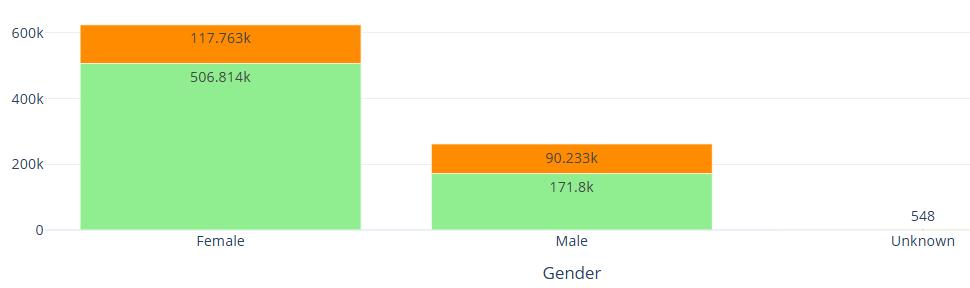 600k
400k
200k
0
117.763k
506.814k
90.233k
171.8k
548
Female
Male
Unknown
Gender